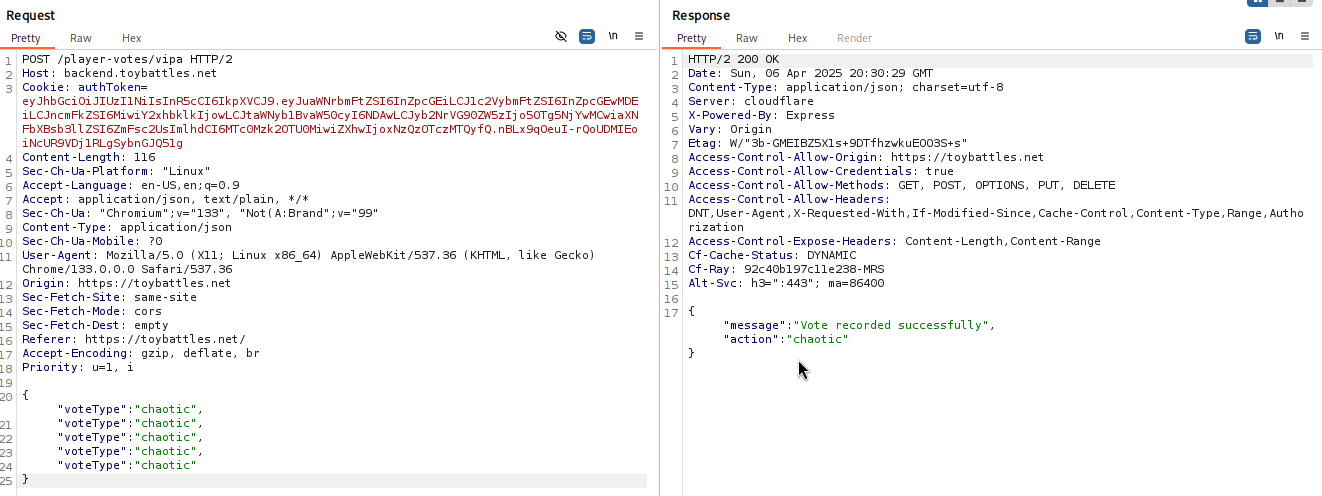 Request
Pretty Raw Hex \n
1 POST /player-votes/vipa HTTP/2
2 Host: backend.toybattles.net
3 Cookie: authToken=
eyJhbGciOiJIUzI1NiIsInR5cCI6IkpXVCJ9.eyJuaWNrbmFtZSI6InZpcGEiLCJ1c2VybmFtZSI6InZpcGEwMDE
iLCJncmFkZSI6MiwiY2xhbklkIjowLCJtaWNyb1BvaW50cyI6NDAwLCJyb2NrVG90ZW5zIjo5OTg5NjYwMCwiaXN
FbXBsb3llZSI6ZmFsc2UsImlhdCI6MTc0Mzk2OTU0MiwiZXhwIjoxNzQzOTczMTQyfQ.nBLx9qOeuI-rQoUDMIEo
iNcUR9VDj1RLgSybnGJQ51g
4 Content-Length: 116
5 Sec-Ch-Ua-Platform: "Linux"
6 Accept-Language: en-US,en;q=0.9
7 Accept: application/json, text/plain, */*
8 Sec-Ch-Ua: "Chromium";v="133", "Not(A:Brand";v="99"
9 Content-Type: application/json
10 Sec-Ch-Ua-Mobile: ?0
11 User-Agent: Mozilla/5.0 (X11; Linux x86_64) AppleWebKit/537.36 (KHTML, like Gecko)
Chrome/133.0.0.0 Safari/537.36
12 Origin: https://toybattles.net
13 Sec-Fetch-Site: same-site
14 Sec-Fetch-Mode: cors
15 Sec-Fetch-Dest: empty
16 Referer: https://toybattles.net/
17 Accept-Encoding: gzip, deflate, br
18 Priority: u=1, i
19
20 {
"voteType":"chaotic",
21 "voteType":"chaotic",
22 "voteType":"chaotic",
23 "voteType":"chaotic",
24 "voteType":"chaotic"
25 }
Response
Pretty Raw Hex Render \n
1 HTTP/2 200 OK
2 Date: Sun, 06 Apr 2025 20:30:29 GMT
3 Content-Type: application/json; charset=utf-8
4 Server: cloudflare
5 X-Powered-By: Express
6 Vary: Origin
7 Etag: W/"3b-GMEIBZ5X1s+9DTfhzwkuEO03S+s"
8 Access-Control-Allow-Origin: https://toybattles.net
9 Access-Control-Allow-Credentials: true
10 Access-Control-Allow-Methods: GET, POST, OPTIONS, PUT, DELETE
11 Access-Control-Allow-Headers:
DNT,User-Agent,X-Requested-With,If-Modified-Since,Cache-Control,Content-Type,Range,Autho
rization
12 Access-Control-Expose-Headers: Content-Length,Content-Range
13 Cf-Cache-Status: DYNAMIC
14 Cf-Ray: 92c40b197c11e238-MRS
15 Alt-Svc: h3=":443"; ma=86400
16
17 {
"message":"Vote recorded successfully",
"action":"chaotic"
}